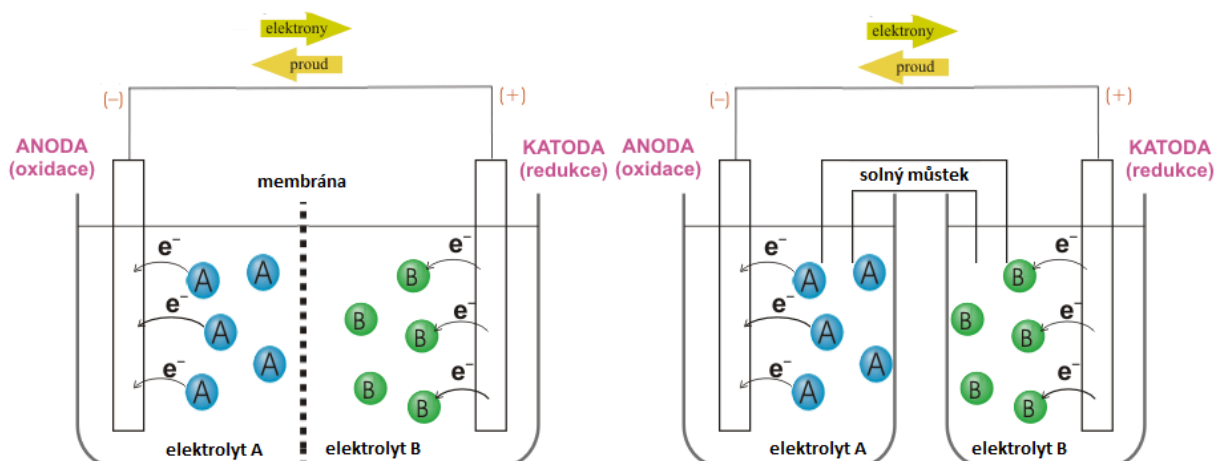 elektrony
proud
(-)
(+)
ANODA
(oxidace)
KATODA
(redukce)
membrána
e⁻
A
A
e⁻
A
e⁻
A
A
B
e⁻
B
B
e⁻
B
B
e⁻
elektrolyt A
elektrolyt B
elektrony
proud
(-)
(+)
ANODA
(oxidace)
KATODA
(redukce)
solný můstek
e⁻
A
A
e⁻
A
e⁻
A
A
B
e⁻
B
B
e⁻
B
B
e⁻
elektrolyt A
elektrolyt B